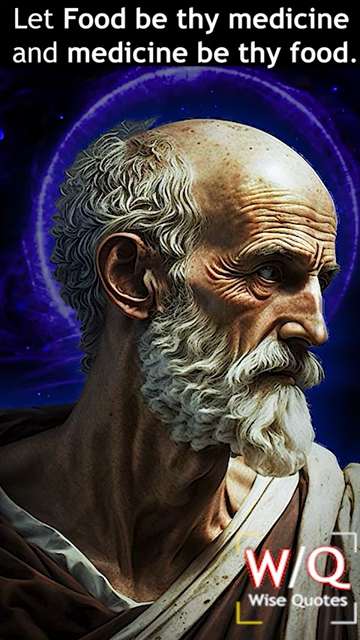 Let Food be thy medicine
and medicine be thy food.
W/Q
Wise Quotes